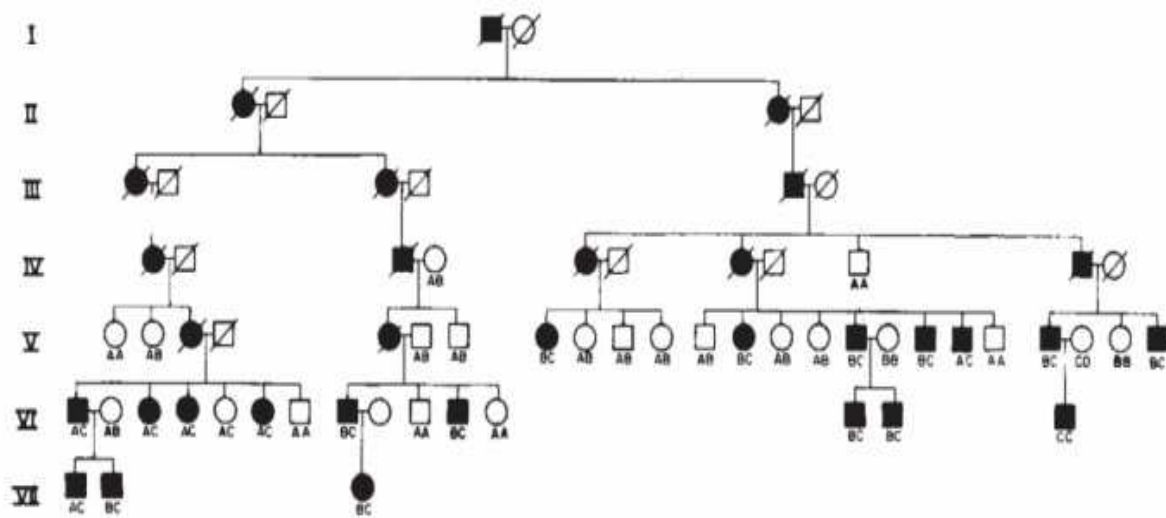 I
II
III
IV
AB AA
V
AA AB AB AB BC AB AB AB AB BC AB AB BC BB BC AC AA BC CD BB BC
VI
AC AB AC AC AC AC AA BC AA BC AA BC BC CC
VII
AC BC BC